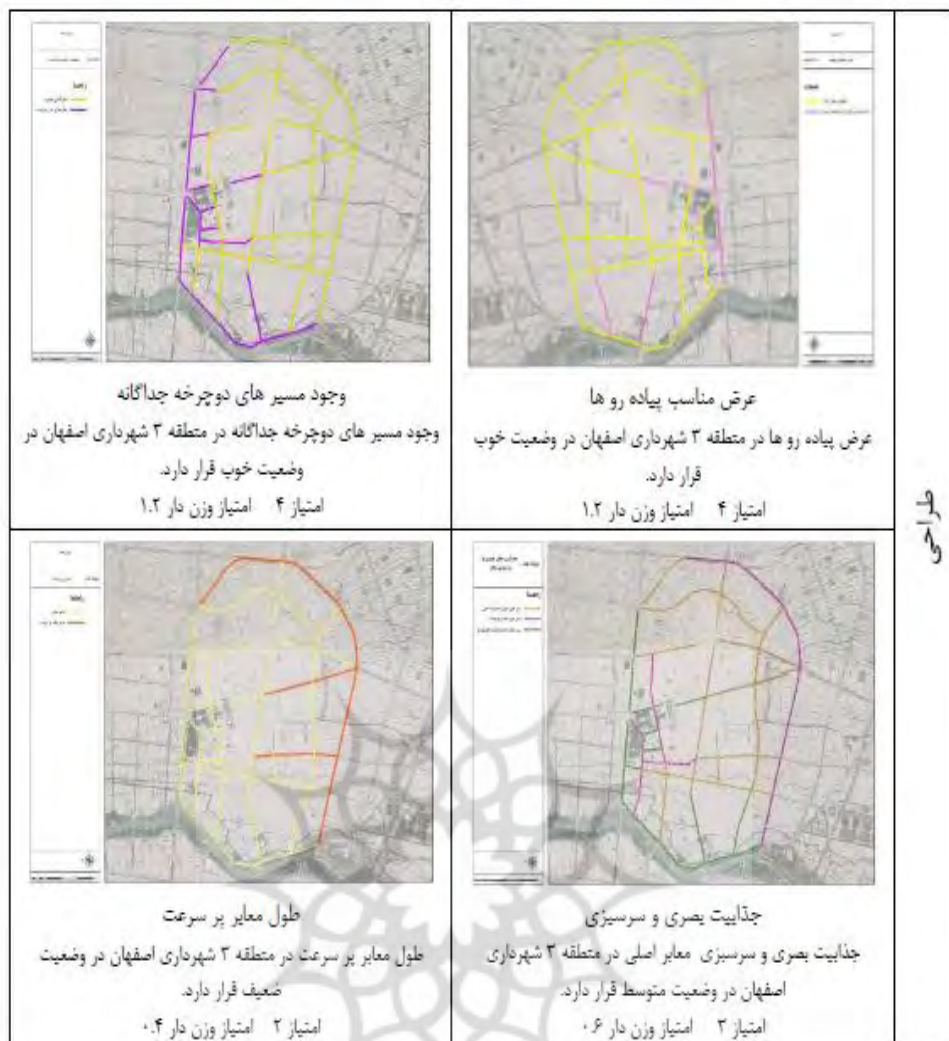 طراحی
عرض مناسب پیاده رو ها
عرض پیاده رو ها در منطقه ۳ شهرداری اصفهان در وضعیت خوب
قرار دارد.
امتیاز ۴ امتیاز وزن دار ۱.۲
وجود مسیر های دوچرخه جداگانه
وجود مسیر های دوچرخه جداگانه در منطقه ۳ شهرداری اصفهان در
وضعیت خوب قرار دارد.
امتیاز ۴ امتیاز وزن دار ۱.۲
جذابیت بصری و سرسبزی
جذابیت بصری و سرسبزی معابر اصلی در منطقه ۳ شهرداری
اصفهان در وضعیت متوسط قرار دارد.
امتیاز ۳ امتیاز وزن دار ۰.۶
طول معابر پر سرعت
طول معابر پر سرعت در منطقه ۳ شهرداری اصفهان در وضعیت
ضعیف قرار دارد.
امتیاز ۲ امتیاز وزن دار ۰.۴